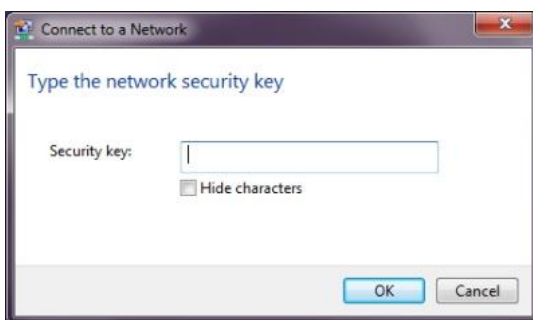 Connect to a Network
Type the network security key
Security key:
Hide characters
OK Cancel